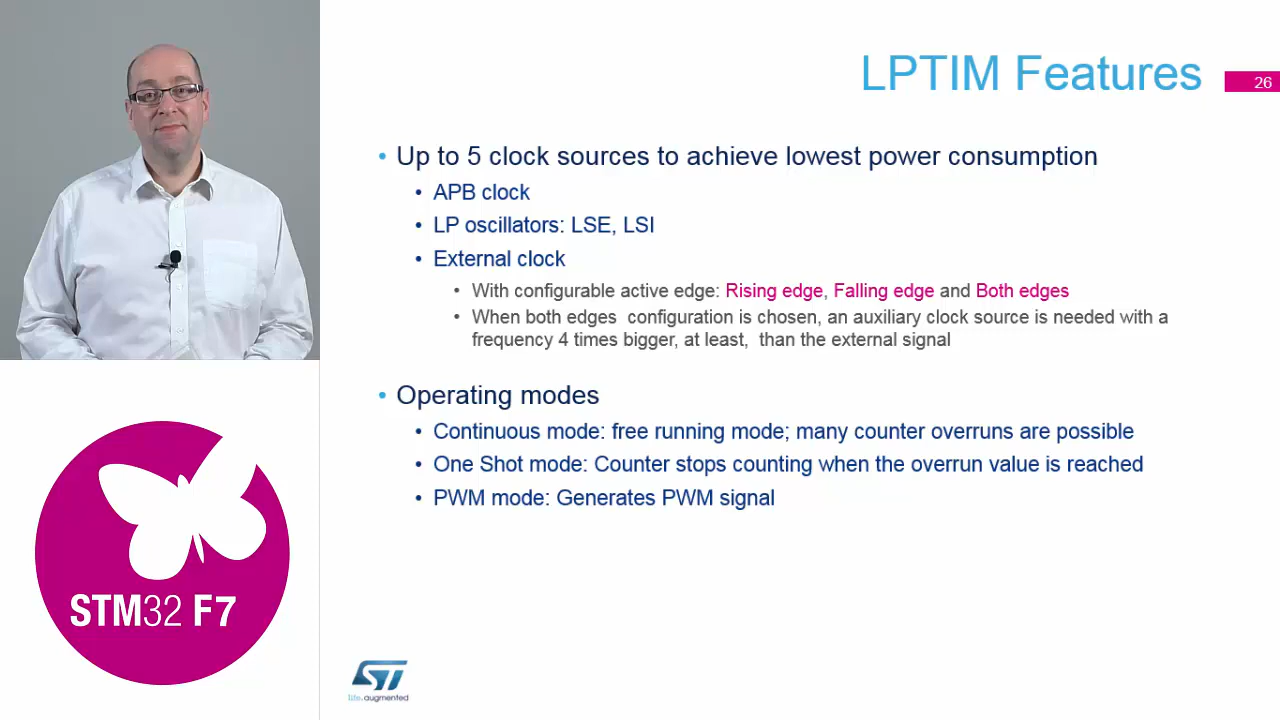 LPTIM Features
26
• Up to 5 clock sources to achieve lowest power consumption
• APB clock
• LP oscillators: LSE, LSI
• External clock
• With configurable active edge: Rising edge, Falling edge and Both edges
• When both edges configuration is chosen, an auxiliary clock source is needed with a
frequency 4 times bigger, at least, than the external signal
• Operating modes
• Continuous mode: free running mode; many counter overruns are possible
• One Shot mode: Counter stops counting when the overrun value is reached
• PWM mode: Generates PWM signal
STM32 F7
ST
life.augmented